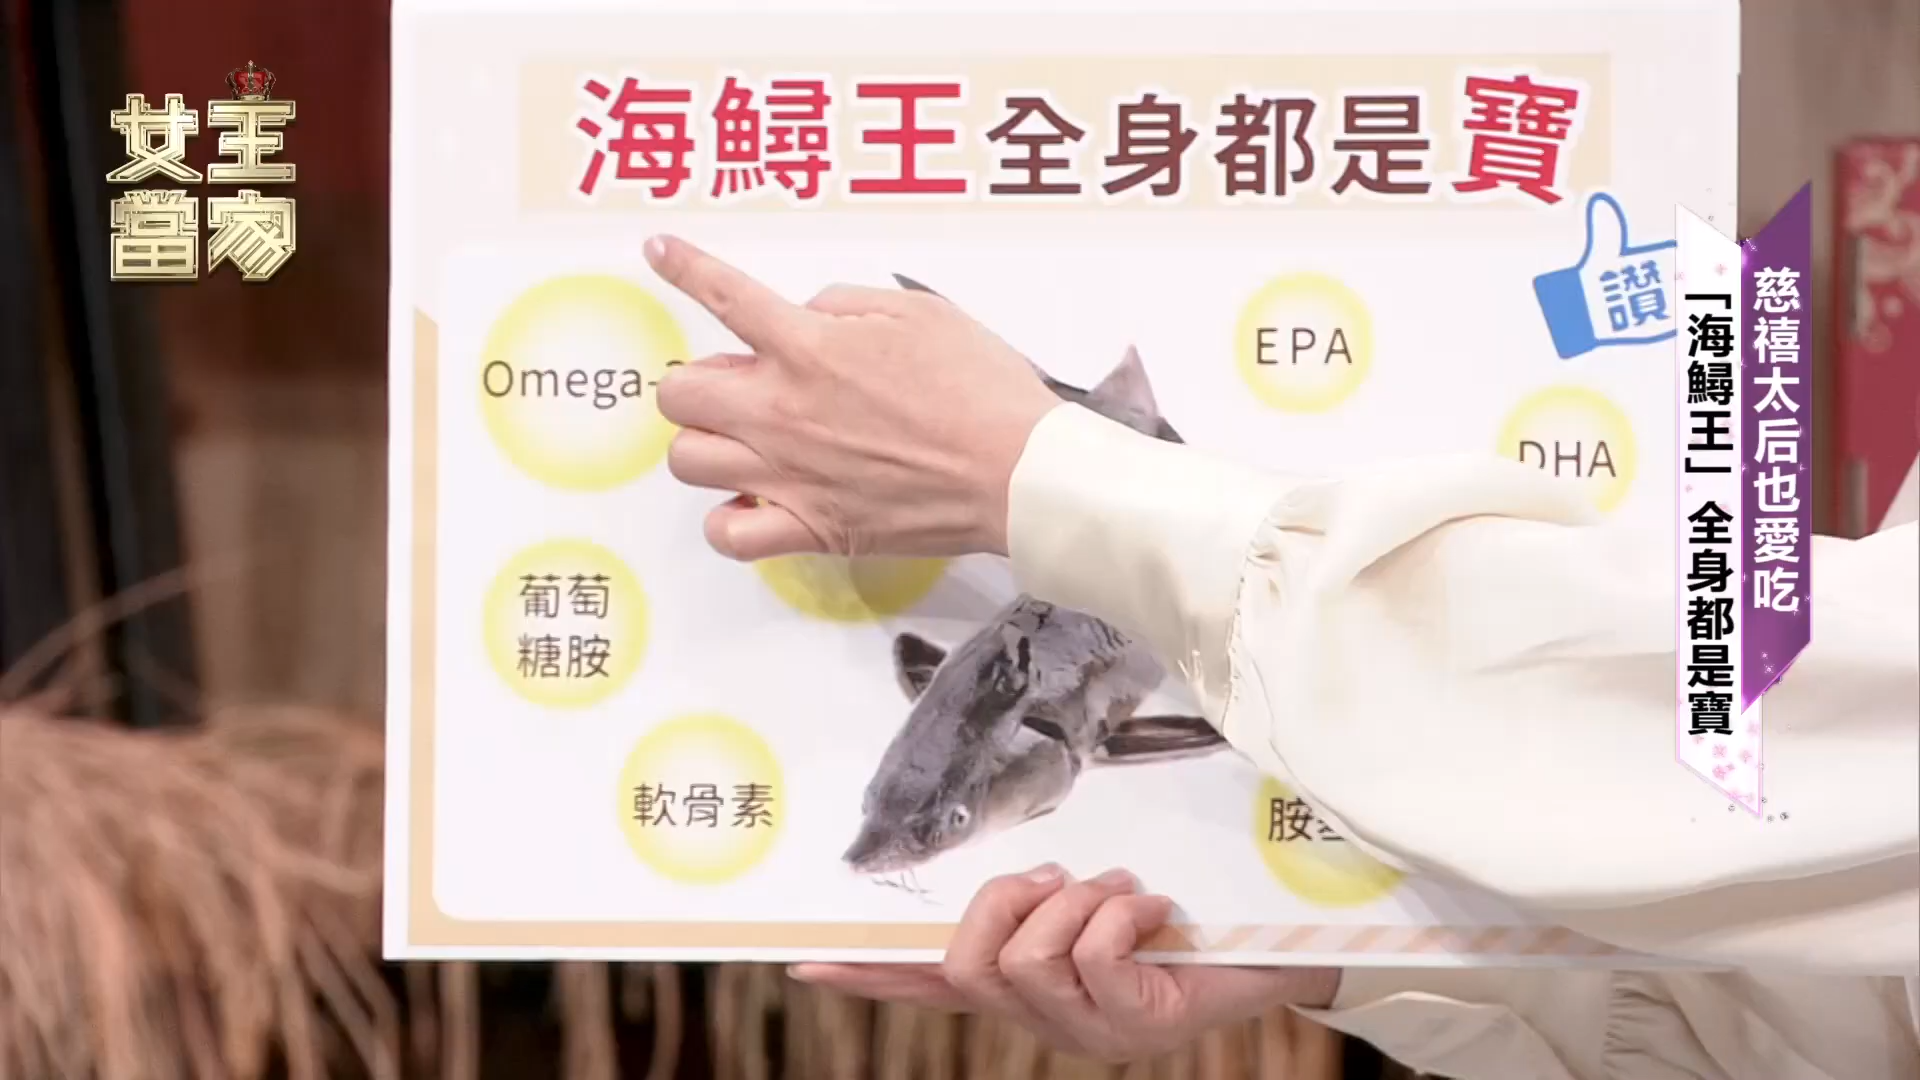 女王
當家
海鱘王全身都是寶
讚
Omega-
EPA
DHA
葡萄
糖胺
軟骨素
胺
慈禧太后也愛吃
「海鱘王」全身都是寶